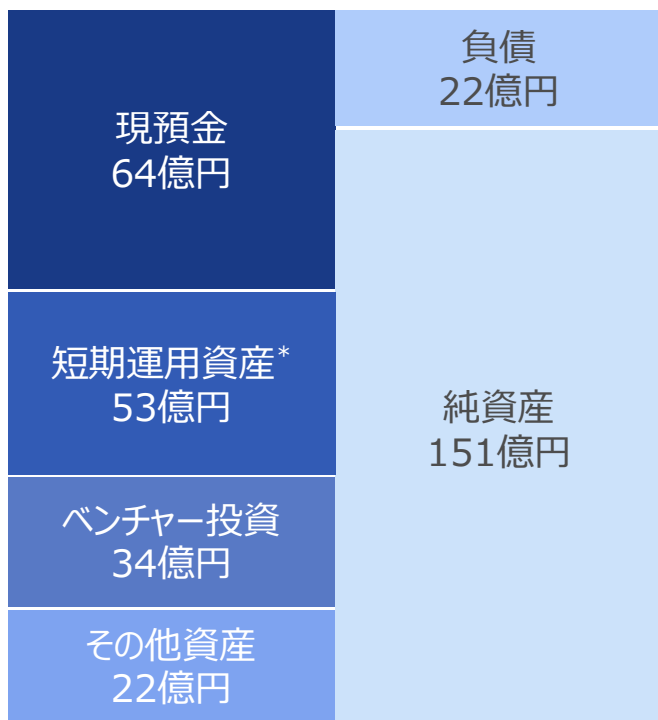 現預金
64億円
短期運用資産*
53億円
ベンチャー投資
34億円
その他資産
22億円
負債
22億円
純資産
151億円